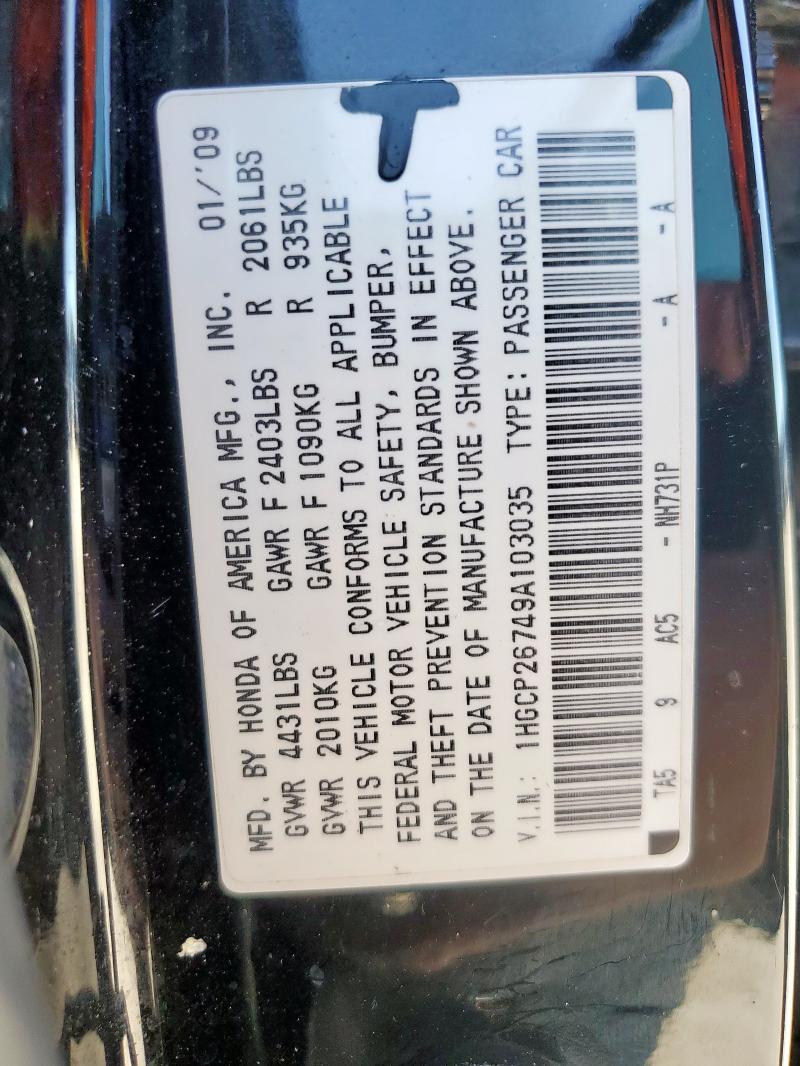 MFD. BY HONDA OF AMERICA MFG., INC. 01/'09
GVWR 4431LBS GAWR F 2403LBS R 2061LBS
GVWR 2010KG GAWR F 1090KG R 935KG
THIS VEHICLE CONFORMS TO ALL APPLICABLE
FEDERAL MOTOR VEHICLE SAFETY, BUMPER,
AND THEFT PREVENTION STANDARDS IN EFFECT
ON THE DATE OF MANUFACTURE SHOWN ABOVE.
V.I.N.: 1HGCP26749A103035 TYPE: PASSENGER CAR
TA5 9 AC5 - NH731P - A - A